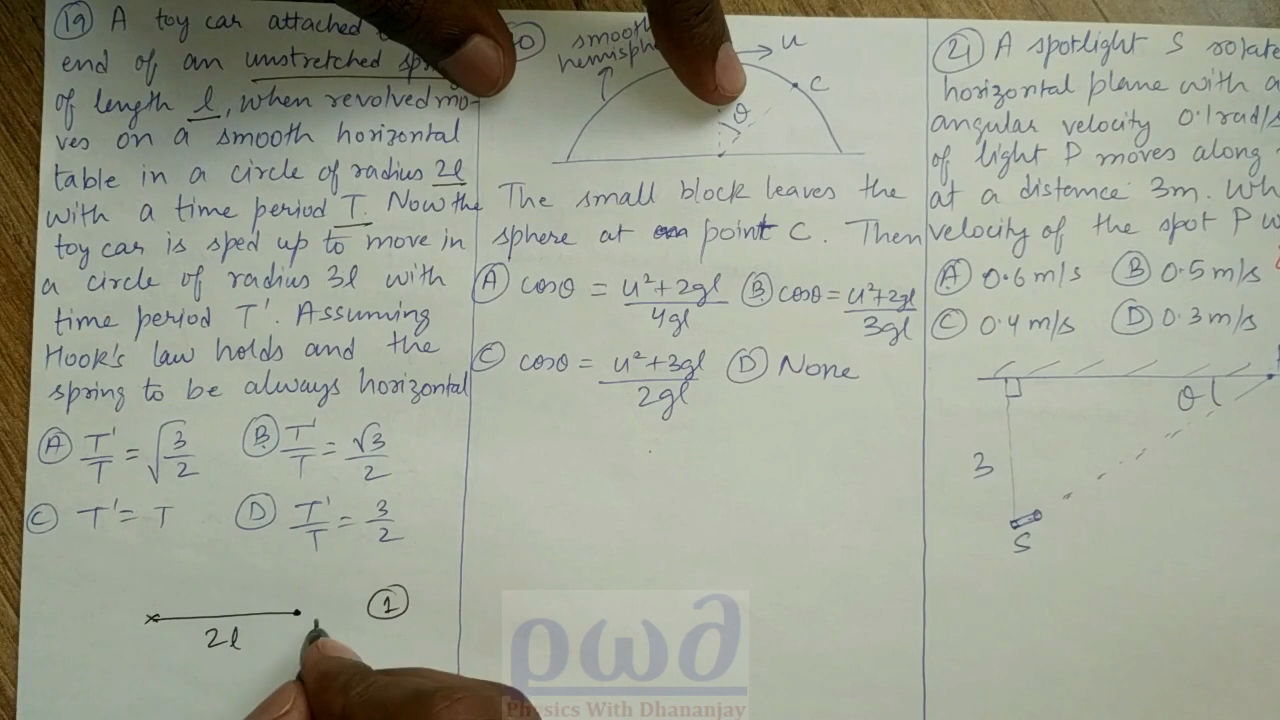 19 A toy car attached
end of an unstretched
of length l, when revolved mo-
ves on a smooth horizontal
table in a circle of radius 2l
with a time period T. Now the
toy car is sped up to move in
a circle of radius 3l with
time period T'. Assuming
Hook's law holds and the
spring to be always horizontal
A T'/T = √(3/2) B T'/T = √3/2
C T' = T D T'/T = 3/2
2l
1
smooth
u
C
θ
The small block leaves the
sphere at point C. Then
A cosθ = u²+2gl/4gl B cosθ = u²+2gl/3gl
C cosθ = u²+3gl/2gl D None
21 A spotlight S
horizontal plane with
angular velocity 0.1
of light P moves along
at a distance 3m.
velocity of the spot P
A 0.6 m/s B 0.5 m/s
C 0.4 m/s D 0.3 m/s
θ
3
S
pwd
Physics With Dhananjay